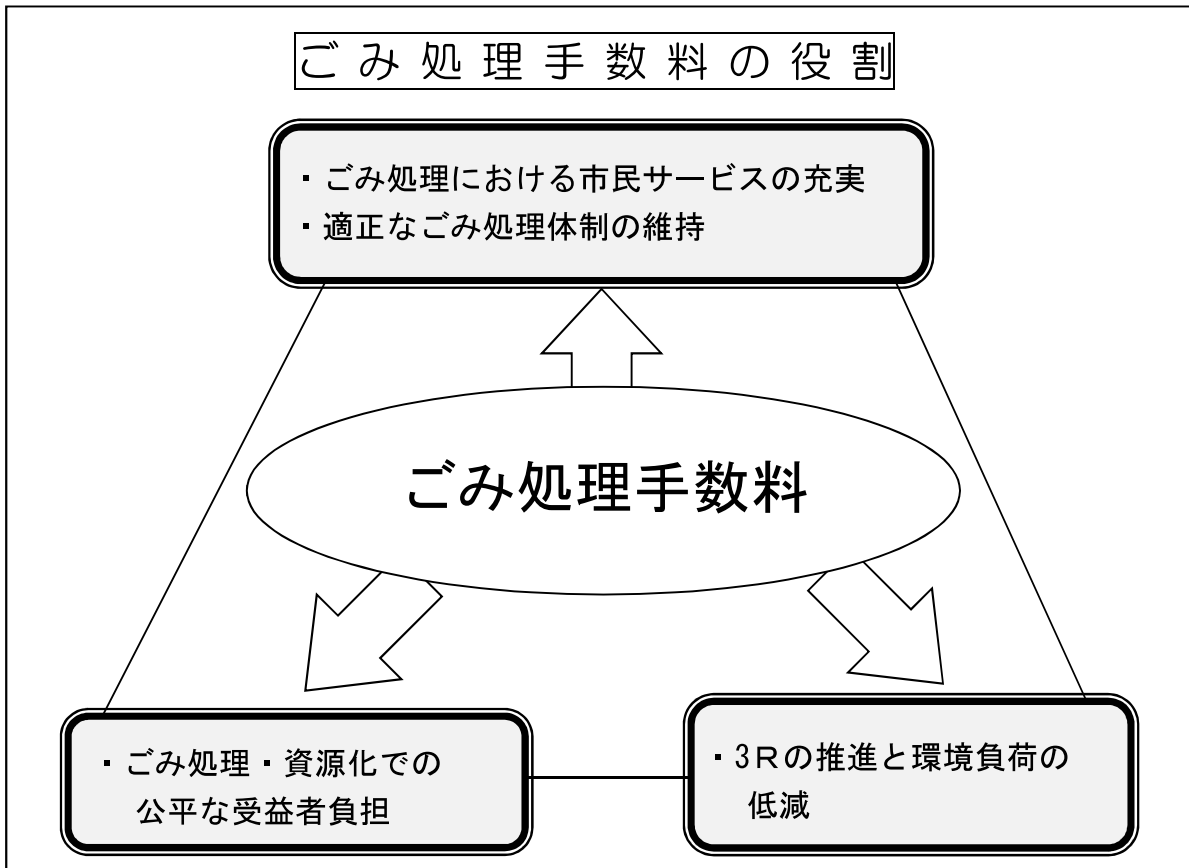 ごみ処理手数料の役割
・ごみ処理における市民サービスの充実
・適正なごみ処理体制の維持
ごみ処理手数料
・ごみ処理・資源化での
公平な受益者負担
・3Rの推進と環境負荷の
低減